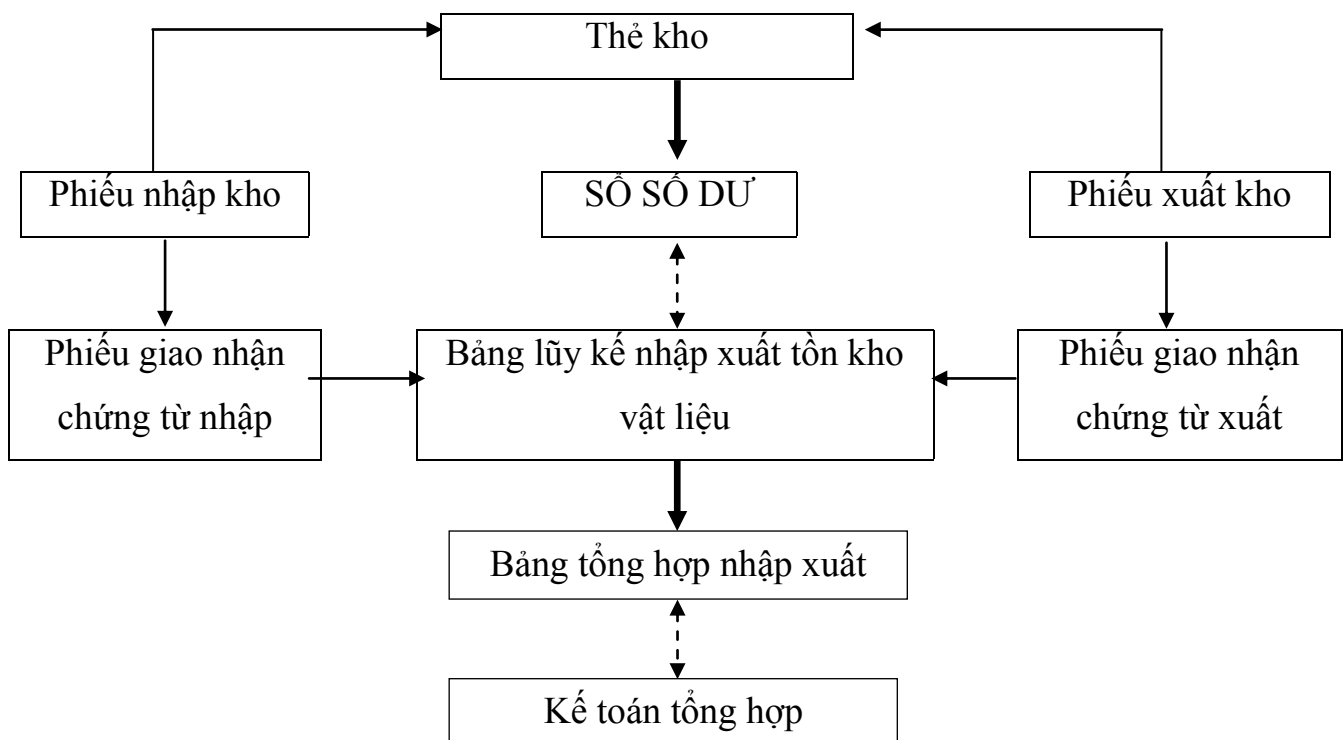 Thẻ kho
Phiếu nhập kho
SỔ SỐ DƯ
Phiếu xuất kho
Phiếu giao nhận
chứng từ nhập
Bảng lũy kế nhập xuất tồn kho
vật liệu
Phiếu giao nhận
chứng từ xuất
Bảng tổng hợp nhập xuất
Kế toán tổng hợp